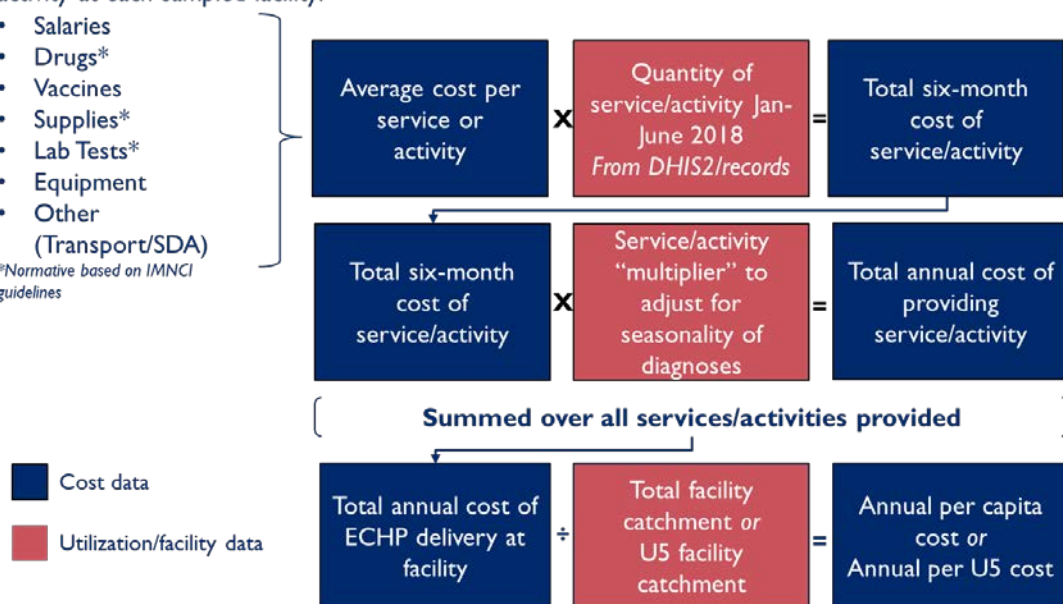 activity at each sampled facility:
• Salaries
• Drugs*
• Vaccines
• Supplies*
• Lab Tests*
• Equipment
• Other
(Transport/SDA)
*Normative based on IMNCI
guidelines
Average cost per
service or
activity
X
Quantity of
service/activity Jan-
June 2018
From DHIS2/records
=
Total six-month
cost of
service/activity
Total six-month
cost of
service/activity
X
Service/activity
“multiplier” to
adjust for
seasonality of
diagnoses
=
Total annual cost of
providing
service/activity
Summed over all services/activities provided
Cost data
Utilization/facility data
Total annual cost of
ECHP delivery at
facility
÷
Total facility
catchment or
U5 facility
catchment
=
Annual per capita
cost or
Annual per U5 cost